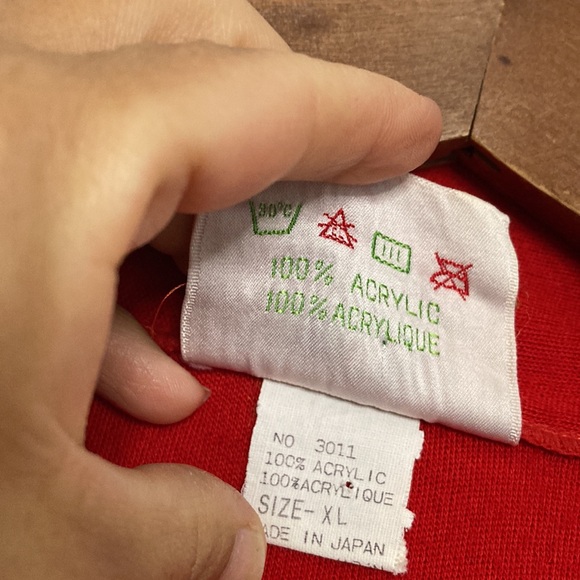 30°C
100% ACRYLIC
100% ACRYLIQUE
NO 3011
100% ACRYLIC
100% ACRYLIQUE
SIZE-XL
ADE IN JAPAN